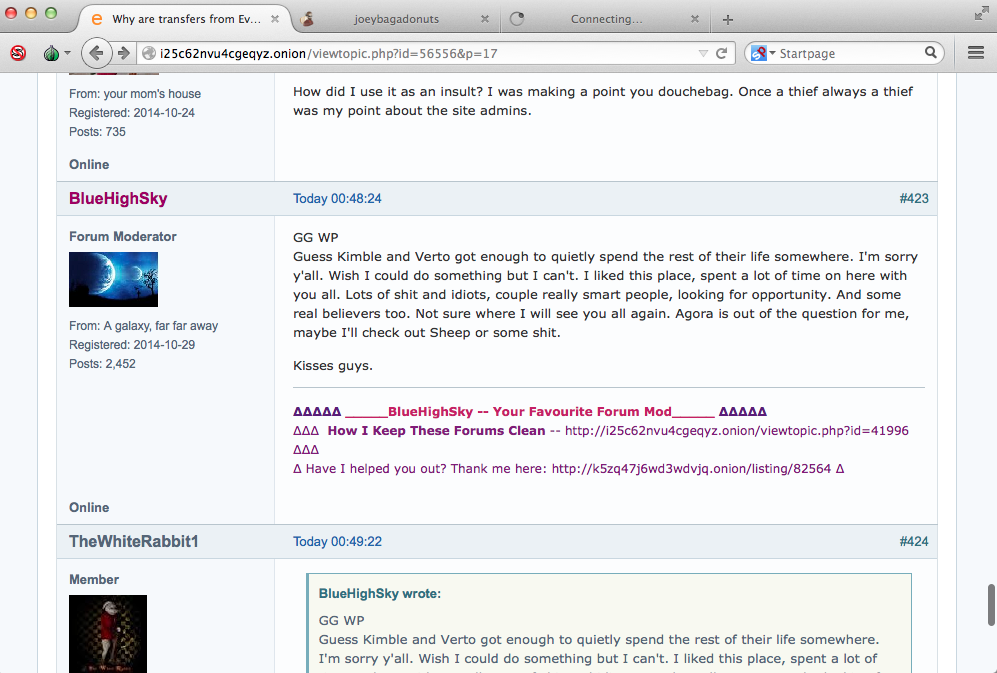 Why are transfers from Ev...
joeybagadonuts
Connecting...
i25c62nvu4cgeqyz.onion/viewtopic.php?id=56556&p=17
Startpage
From: your mom's house
Registered: 2014-10-24
Posts: 735
Online
How did I use it as an insult? I was making a point you douchebag. Once a thief always a thief
was my point about the site admins.
BlueHighSky
Today 00:48:24
#423
Forum Moderator
From: A galaxy, far far away
Registered: 2014-10-29
Posts: 2,452
GG WP
Guess Kimble and Verto got enough to quietly spend the rest of their life somewhere. I'm sorry
y'all. Wish I could do something but I can't. I liked this place, spent a lot of time on here with
you all. Lots of shit and idiots, couple really smart people, looking for opportunity. And some
real believers too. Not sure where I will see you all again. Agora is out of the question for me,
maybe I'll check out Sheep or some shit.
Kisses guys.
ΔΔΔΔΔ ______BlueHighSky -- Your Favourite Forum Mod______ ΔΔΔΔΔ
ΔΔΔ How I Keep These Forums Clean -- http://i25c62nvu4cgeqyz.onion/viewtopic.php?id=41996
ΔΔΔ
Δ Have I helped you out? Thank me here: http://k5zq47j6wd3wdvjq.onion/listing/82564 Δ
Online
TheWhiteRabbit1
Today 00:49:22
#424
Member
BlueHighSky wrote:
GG WP
Guess Kimble and Verto got enough to quietly spend the rest of their life somewhere.
I'm sorry y'all. Wish I could do something but I can't. I liked this place, spent a lot of